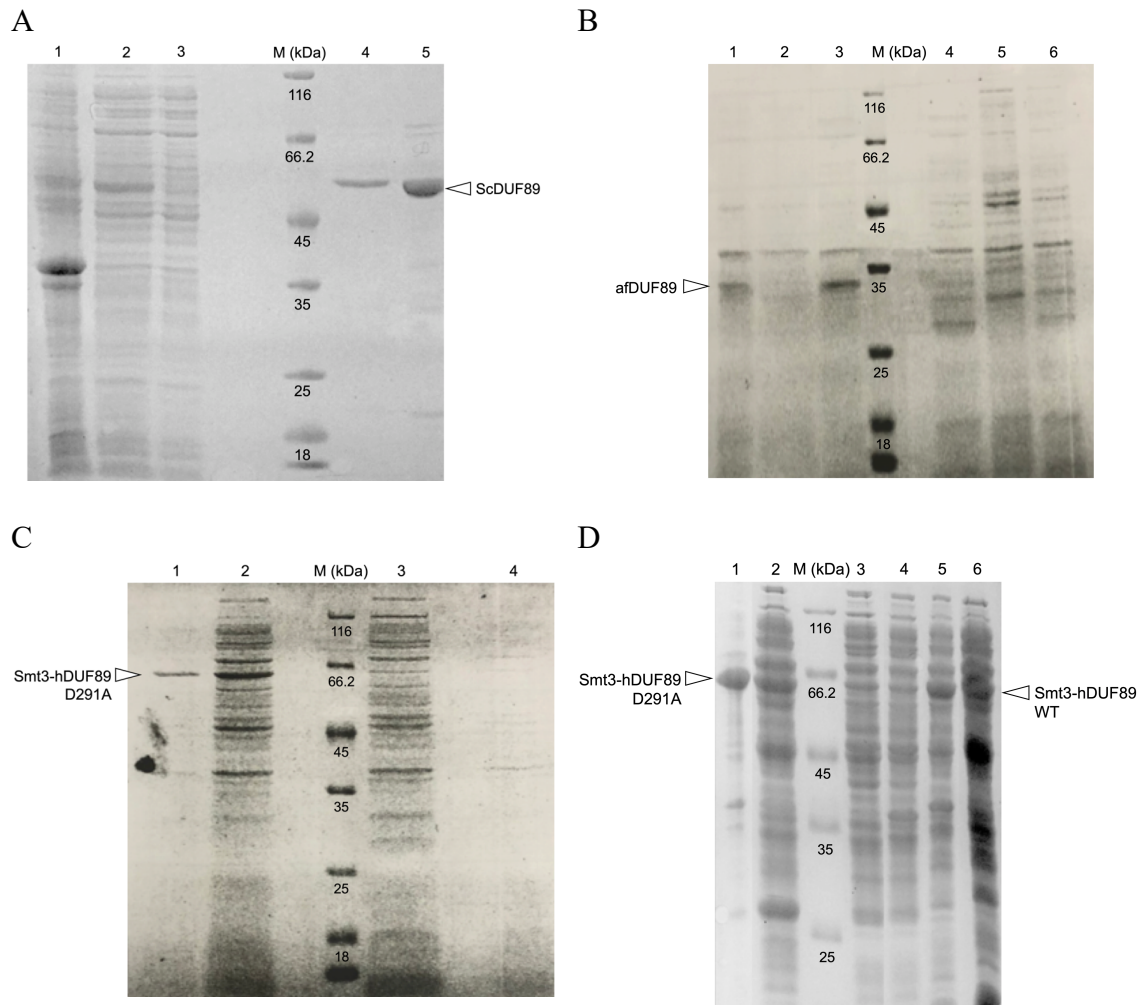 A
1 2 3 M (kDa) 4 5
116
66.2
ScDUF89
45
35
25
18
B
1 2 3 M (kDa) 4 5 6
116
66.2
45
afDUF89
35
25
18
C
1 2 M (kDa) 3 4
116
Smt3-hDUF89
D291A
66.2
45
35
25
18
D
1 2 M (kDa) 3 4 5 6
116
Smt3-hDUF89
D291A
66.2
Smt3-hDUF89
WT
45
35
25